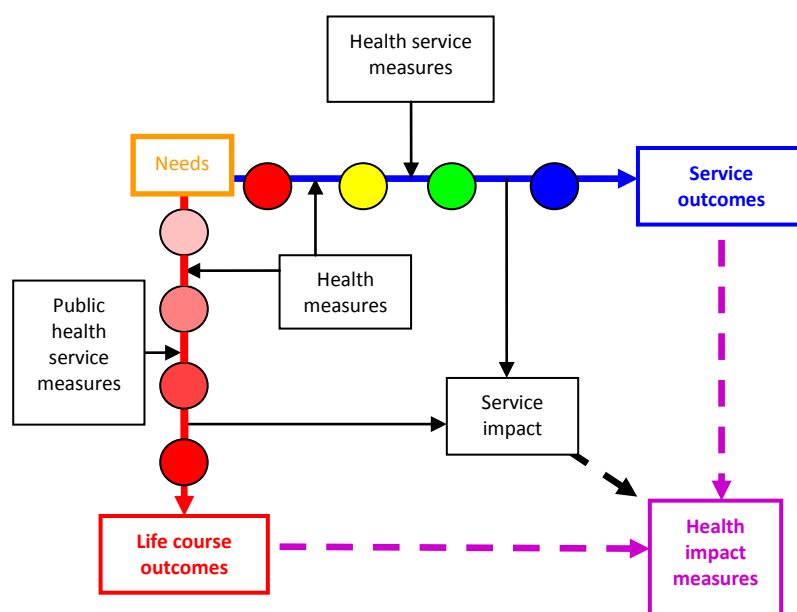 Health service
measures
Needs
Service
outcomes
Health
measures
Public
health
service
measures
Service
impact
Life course
outcomes
Health
impact
measures